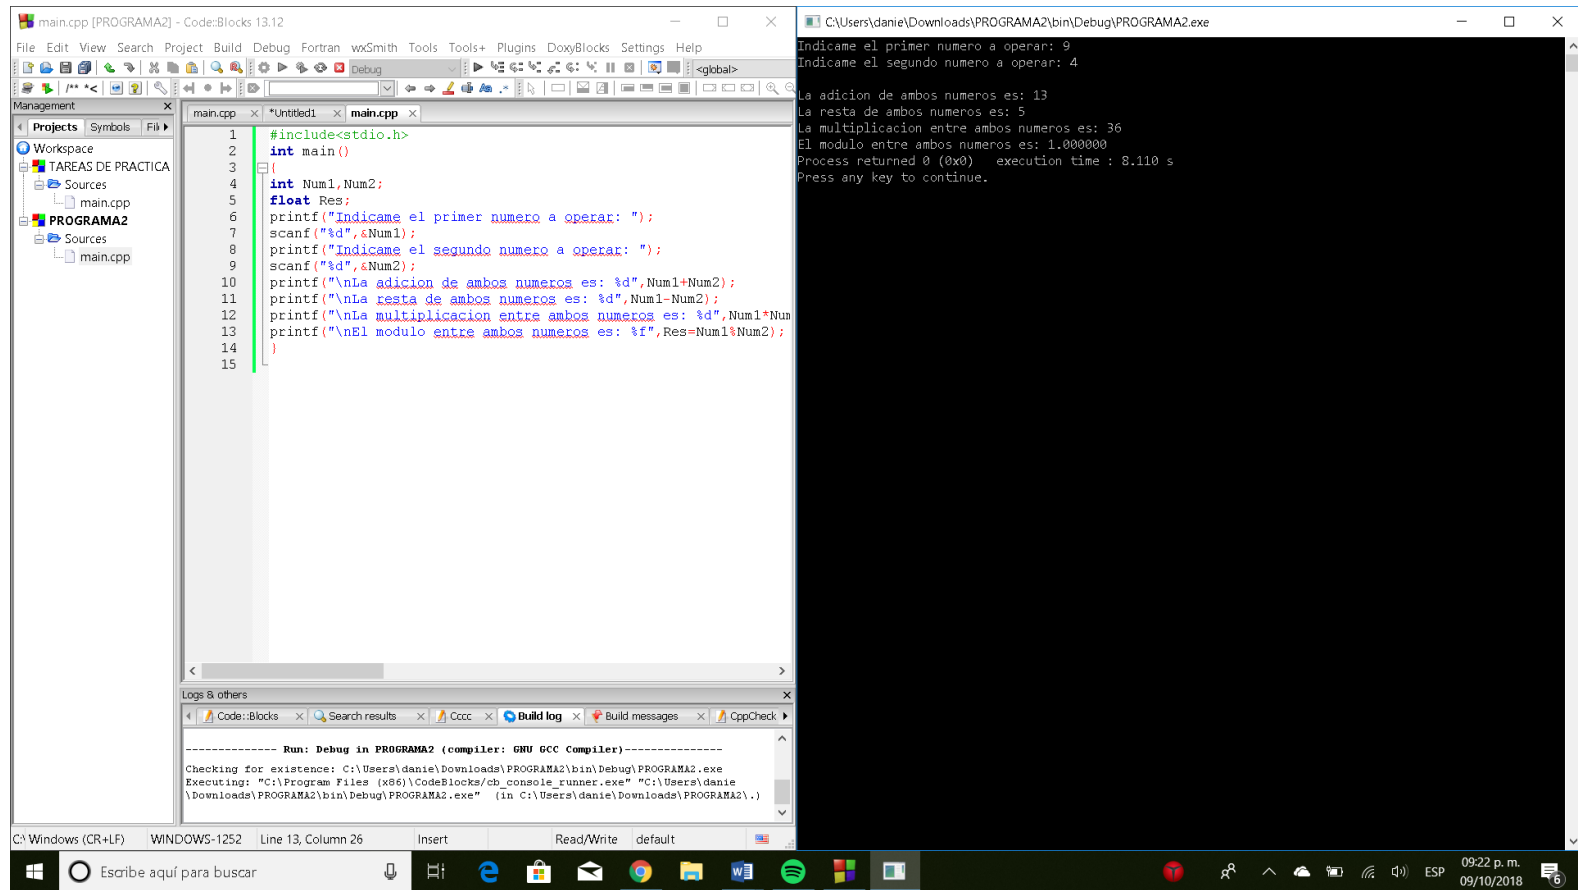 main.cpp [PROGRAMA2] - Code::Blocks 13.12
File Edit View Search Project Build Debug Fortran wxSmith Tools Tools+ Plugins DoxyBlocks Settings Help
Debug
<global>
/** *<
Management
Projects Symbols Fil
Workspace
TAREAS DE PRACTICA
Sources
main.cpp
PROGRAMA2
Sources
main.cpp
main.cpp *Untitled1 main.cpp
1 #include<stdio.h>
2 int main()
3 {
4 int Num1,Num2;
5 float Res;
6 printf("Indicame el primer numero a operar: ");
7 scanf("%d",&Num1);
8 printf("Indicame el segundo numero a operar: ");
9 scanf("%d",&Num2);
10 printf("\nLa adicion de ambos numeros es: %d",Num1+Num2);
11 printf("\nLa resta de ambos numeros es: %d",Num1-Num2);
12 printf("\nLa multiplicacion entre ambos numeros es: %d",Num1*Num
13 printf("\nEl modulo entre ambos numeros es: %f",Res=Num1%Num2);
14 }
15
Logs & others
Code::Blocks Search results Cccc Build log Build messages CppCheck
-------------- Run: Debug in PROGRAMA2 (compiler: GNU GCC Compiler)---------------
Checking for existence: C:\Users\danie\Downloads\PROGRAMA2\bin\Debug\PROGRAMA2.exe
Executing: "C:\Program Files (x86)\CodeBlocks/cb_console_runner.exe" "C:\Users\danie
\Downloads\PROGRAMA2\bin\Debug\PROGRAMA2.exe" (in C:\Users\danie\Downloads\PROGRAMA2\.)
Windows (CR+LF) WINDOWS-1252 Line 13, Column 26 Insert Read/Write default
C:\Users\danie\Downloads\PROGRAMA2\bin\Debug\PROGRAMA2.exe
Indicame el primer numero a operar: 9
Indicame el segundo numero a operar: 4
La adicion de ambos numeros es: 13
La resta de ambos numeros es: 5
La multiplicacion entre ambos numeros es: 36
El modulo entre ambos numeros es: 1.000000
Process returned 0 (0x0) execution time : 8.110 s
Press any key to continue.
Escribe aquí para buscar
ESP
09:22 p. m.
09/10/2018
6